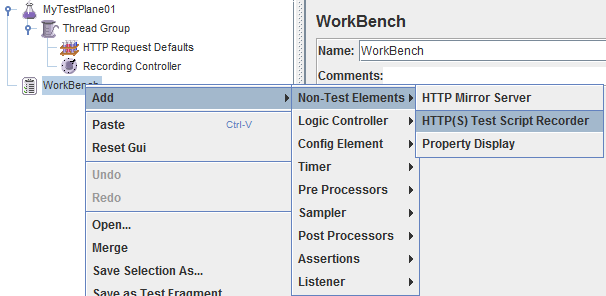 MyTestPlane01
Thread Group
HTTP Request Defaults
Recording Controller
WorkBench
WorkBench
Name: WorkBench
Comments:
Add
Paste Ctrl-V
Reset Gui
Undo
Redo
Open...
Merge
Save Selection As...
Save as Test Fragment
Non-Test Elements
Logic Controller
Config Element
Timer
Pre Processors
Sampler
Post Processors
Assertions
Listener
HTTP Mirror Server
HTTP(S) Test Script Recorder
Property Display